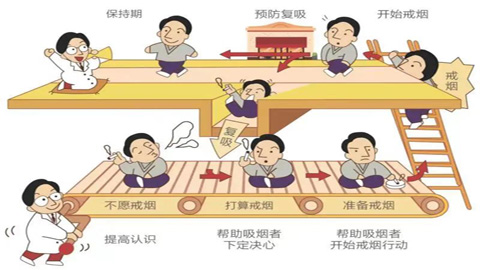 保持期
预防复吸
开始戒烟
戒烟
复吸
不愿戒烟
打算戒烟
准备戒烟
提高认识
帮助吸烟者
下定决心
帮助吸烟者
开始戒烟行动